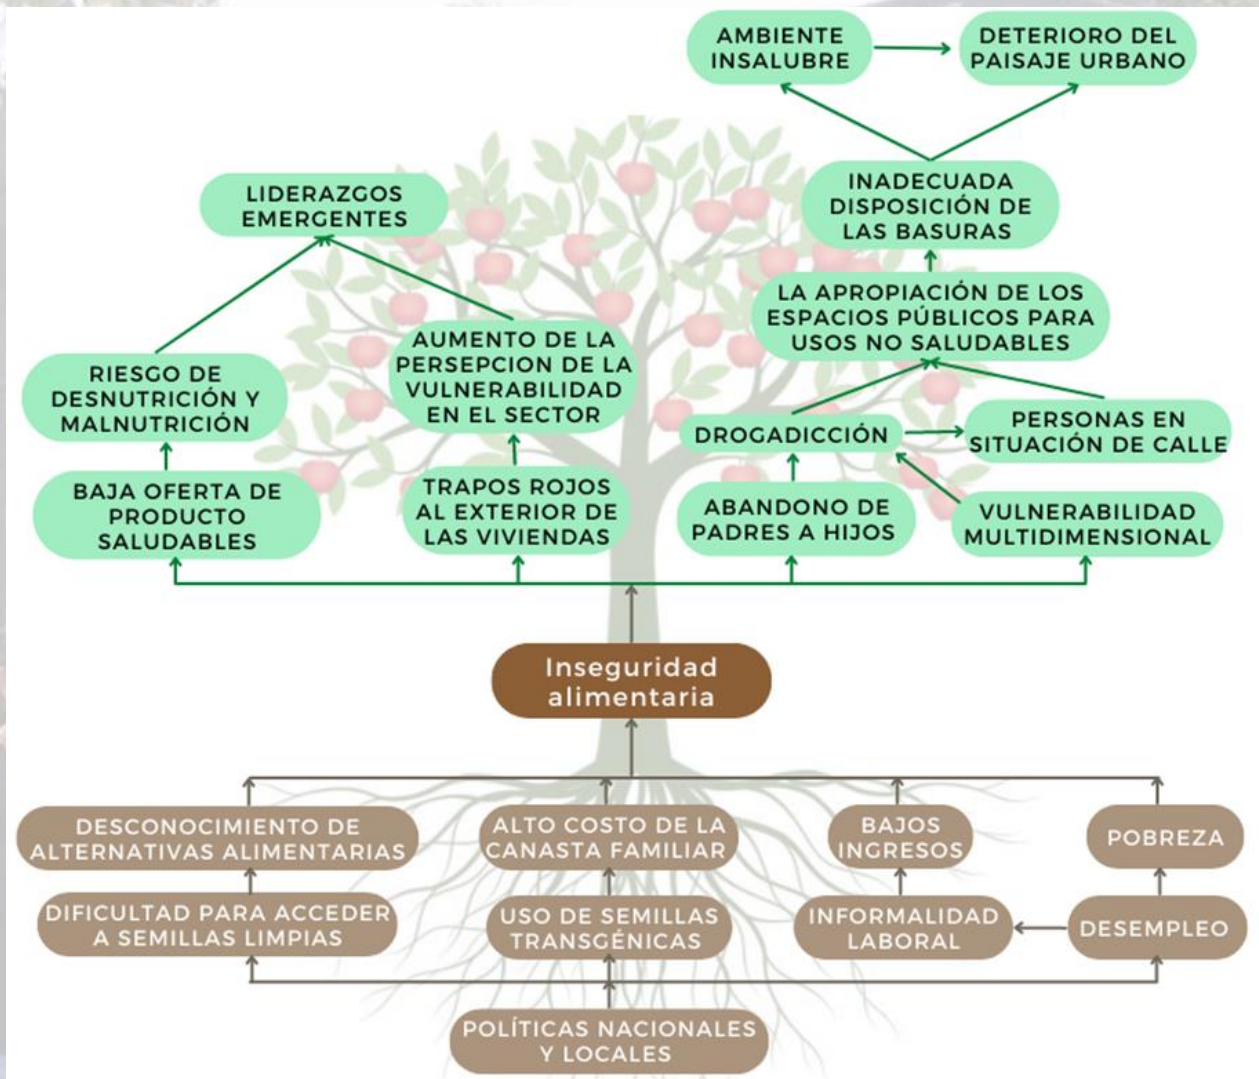 AMBIENTE
INSALUBRE
DETERIORO DEL
PAISAJE URBANO
LIDERAZGOS
EMERGENTES
INADECUADA
DISPOSICIÓN DE
LAS BASURAS
LA APROPIACIÓN DE LOS
ESPACIOS PÚBLICOS PARA
USOS NO SALUDABLES
RIESGO DE
DESNUTRICIÓN Y
MALNUTRICIÓN
AUMENTO DE LA
PERSEPCION DE LA
VULNERABILIDAD
EN EL SECTOR
DROGADICCIÓN
PERSONAS EN
SITUACIÓN DE CALLE
BAJA OFERTA DE
PRODUCTO
SALUDABLES
TRAPOS ROJOS
AL EXTERIOR DE
LAS VIVIENDAS
ABANDONO DE
PADRES A HIJOS
VULNERABILIDAD
MULTIDIMENSIONAL
Inseguridad
alimentaria
DESCONOCIMIENTO DE
ALTERNATIVAS ALIMENTARIAS
ALTO COSTO DE LA
CANASTA FAMILIAR
BAJOS
INGRESOS
POBREZA
DIFICULTAD PARA ACCEDER
A SEMILLAS LIMPIAS
USO DE SEMILLAS
TRANSGÉNICAS
INFORMALIDAD
LABORAL
DESEMPLEO
POLÍTICAS NACIONALES
Y LOCALES